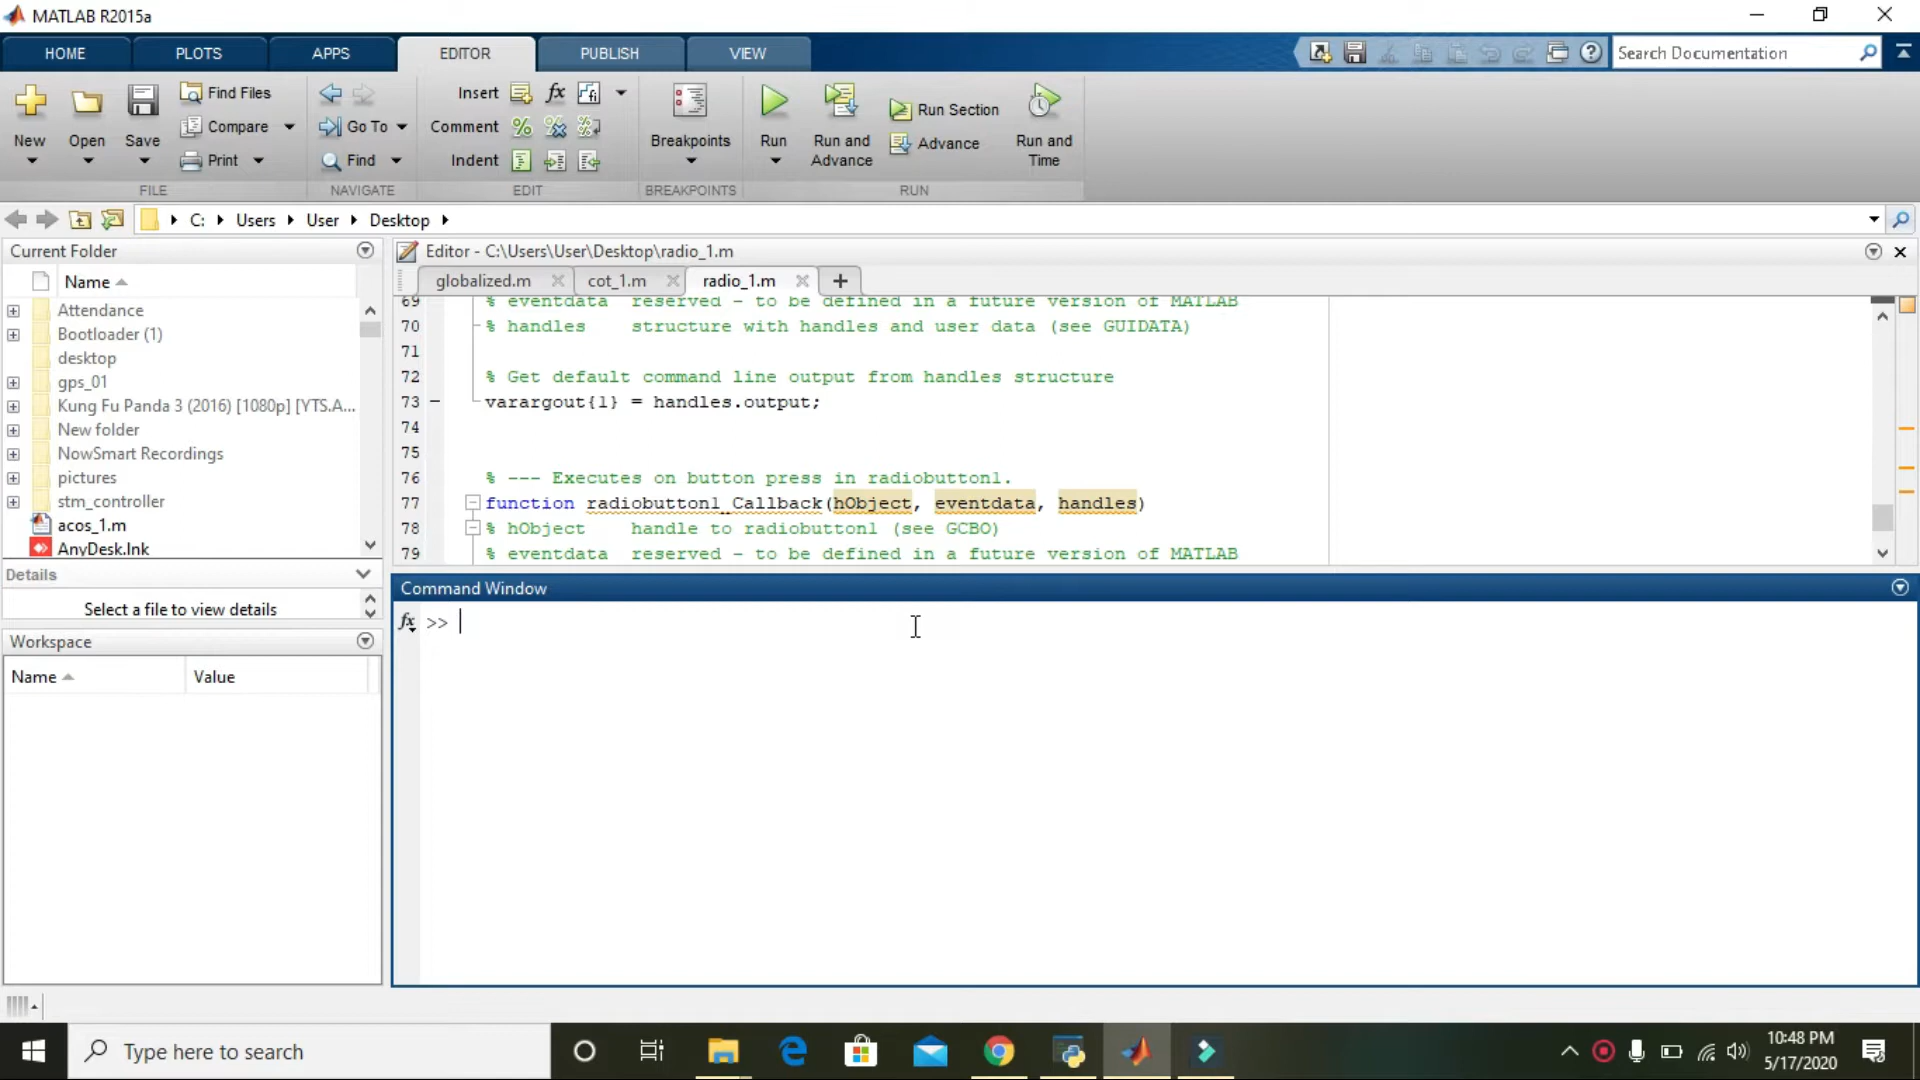 MATLAB R2015a
HOME PLOTS APPS EDITOR PUBLISH VIEW Search Documentation
New Open Save Find Files Compare Print Go To Find Insert Comment Indent Breakpoints Run Run and Advance Run Section Advance Run and Time
FILE NAVIGATE EDIT BREAKPOINTS RUN
C: Users User Desktop
Current Folder
Name
Attendance
Bootloader (1)
desktop
gps_01
Kung Fu Panda 3 (2016) [1080p] [YTS.A...
New folder
NowSmart Recordings
pictures
stm_controller
acos_1.m
AnyDesk.lnk
Details
Select a file to view details
Workspace
Name Value
Editor - C:\Users\User\Desktop\radio_1.m
globalized.m cot_1.m radio_1.m
69 % eventdata reserved - to be defined in a future version of MATLAB
70 % handles structure with handles and user data (see GUIDATA)
71
72 % Get default command line output from handles structure
73 varargout{1} = handles.output;
74
75
76 % --- Executes on button press in radiobutton1.
77 function radiobutton1_Callback(hObject, eventdata, handles)
78 % hObject handle to radiobutton1 (see GCBO)
79 % eventdata reserved - to be defined in a future version of MATLAB
Command Window
fx >>
Type here to search
10:48 PM
5/17/2020